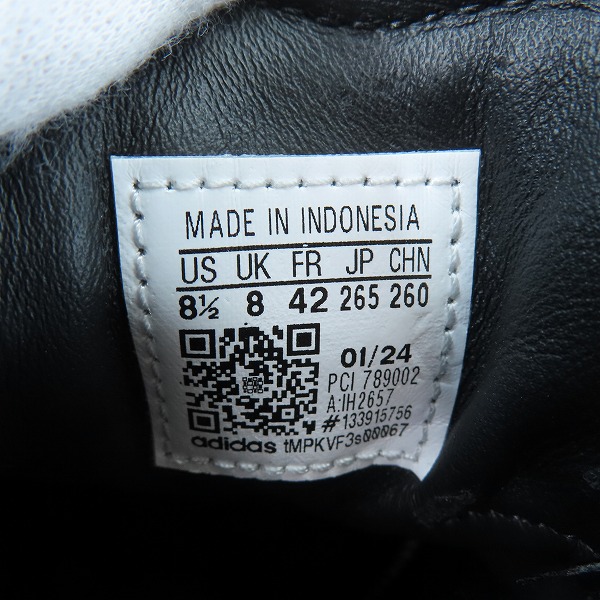 MADE IN INDONESIA
US UK FR JP CHN
8½ 8 42 265 260
01/24
PCI 789002
A:IH2657
#133915756
adidas tMPKVF3s00067